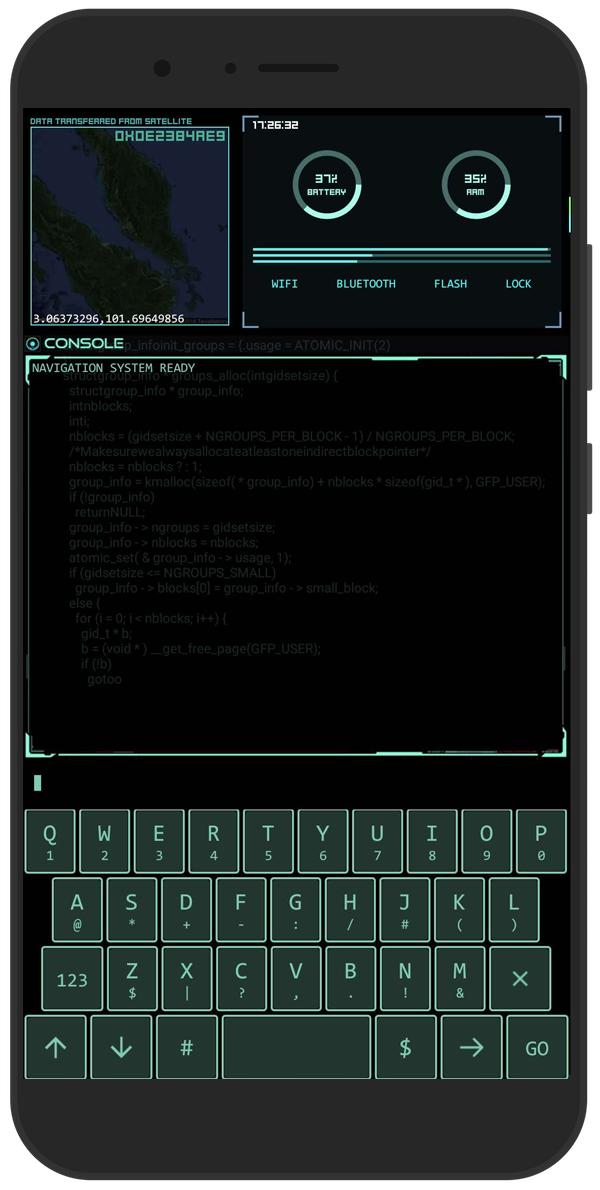 DATA TRANSFERRED FROM SATELLITE
0X0E2384AE9
3.06373296,101.69649856
17:26:32
37%
BATTERY
35%
RAM
WIFI BLUETOOTH FLASH LOCK
CONSOLE
_infoinit_groups = {.usage = ATOMIC_INIT(2)
NAVIGATION SYSTEM READY
structgroup_info * groups_alloc(intgidsetsize) {
structgroup_info * group_info;
intnblocks;
inti;
nblocks = (gidsetsize + NGROUPS_PER_BLOCK - 1) / NGROUPS_PER_BLOCK;
/*Makesurewealwaysallocateatleastoneindirectblockpointer*/
nblocks = nblocks ? : 1;
group_info = kmalloc(sizeof( * group_info) + nblocks * sizeof(gid_t * ), GFP_USER);
if (!group_info)
returnNULL;
group_info - > ngroups = gidsetsize;
group_info - > nblocks = nblocks;
atomic_set( & group_info - > usage, 1);
if (gidsetsize <= NGROUPS_SMALL)
group_info - > blocks[0] = group_info - > small_block;
else {
for (i = 0; i < nblocks; i++) {
gid_t * b;
b = (void * ) __get_free_page(GFP_USER);
if (!b)
gotoo
Q W E R T Y U I O P
1 2 3 4 5 6 7 8 9 0
A S D F G H J K L
@ * + - : / # ( )
123 Z X C V B N M ×
$ | ? , . ! &
↑ ↓ # $ → GO